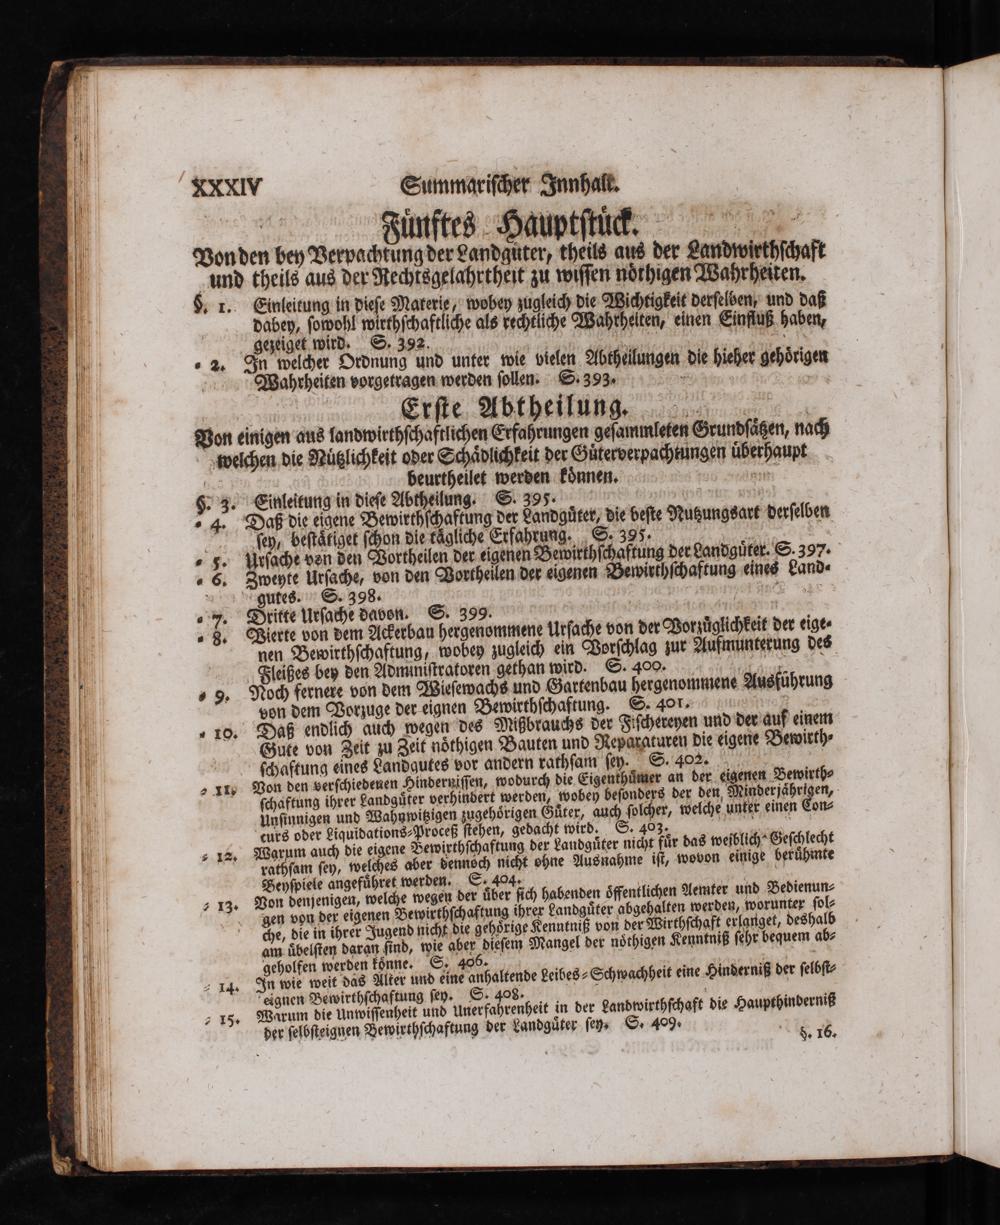 XXXIV Summarischer Innhalt.
Fünftes Hauptstück.
Von den bey Verpachtung der Landgüter, theils aus der Landwirthschaft
und theils aus der Rechtsgelahrtheit zu wissen nöthigen Wahrheiten.
§. 1. Einleitung in diese Materie, wobey zugleich die Wichtigkeit derselben, und daß
dabey, sowohl wirthschaftliche als rechtliche Wahrheiten, einen Einfluß haben,
gezeiget wird. S. 392.
= 2. In welcher Ordnung und unter wie vielen Abtheilungen die hieher gehörigen
Wahrheiten vorgetragen werden sollen. S. 393.
Erste Abtheilung.
Von einigen aus landwirthschaftlichen Erfahrungen gesammleten Grundsätzen, nach
welchen die Nützlichkeit oder Schädlichkeit der Güterverpachtungen überhaupt
beurtheilet werden können.
§. 3. Einleitung in diese Abtheilung. S. 395.
= 4. Daß die eigene Bewirthschaftung der Landgüter, die beste Nutzungsart derselben
sey, bestätiget schon die tägliche Erfahrung. S. 395.
= 5. Ursache von den Vortheilen der eigenen Bewirthschaftung der Landgüter. S. 397.
= 6. Zweyte Ursache, von den Vortheilen der eigenen Bewirthschaftung eines Land=
gutes. S. 398.
= 7. Dritte Ursache davon. S. 399.
= 8. Vierte von dem Ackerbau hergenommene Ursache von der Vorzüglichkeit der eige=
nen Bewirthschaftung, wobey zugleich ein Vorschlag zur Aufmunterung des
Fleißes bey den Administratoren gethan wird. S. 400.
= 9. Noch fernere von dem Wiesewachs und Gartenbau hergenommene Ausführung
von dem Vorzuge der eignen Bewirthschaftung. S. 401.
= 10. Daß endlich auch wegen des Mißbrauchs der Fischereyen und der auf einem
Gute von Zeit zu Zeit nöthigen Bauten und Reparaturen die eigene Bewirth=
schaftung eines Landgutes vor andern rathsam sey. S. 402.
= 11. Von den verschiedenen Hindernissen, wodurch die Eigenthümer an der eigenen Bewirth=
schaftung ihrer Landgüter verhindert werden, wobey besonders der den Minderjährigen,
Unsinnigen und Wahnwitzigen zugehörigen Güter, auch solcher, welche unter einen Con=
curs oder Liquidations=Proceß stehen, gedacht wird. S. 403.
= 12. Warum auch die eigene Bewirthschaftung der Landgüter nicht für das weiblich= Geschlecht
rathsam sey, welches aber dennoch nicht ohne Ausnahme ist, wovon einige berühmte
Beyspiele angeführet werden. S. 404.
= 13. Von denjenigen, welche wegen der über sich habenden öffentlichen Aemter und Bedienun=
gen von der eigenen Bewirthschaftung ihrer Landgüter abgehalten werden, worunter sol=
che, die in ihrer Jugend nicht die gehörige Kenntniß von der Wirthschaft erlanget, deshalb
am übelsten daran sind, wie aber diesem Mangel der nöthigen Kenntniß sehr bequem ab=
geholfen werden könne. S. 406.
= 14. In wie weit das Alter und eine anhaltende Leibes=Schwachheit eine Hinderniß der selbst=
eignen Bewirthschaftung sey. S. 408.
= 15. Warum die Unwissenheit und Unerfahrenheit in der Landwirthschaft die Haupthinderniß
der selbsteignen Bewirthschaftung der Landgüter sey. S. 409.
§. 16.